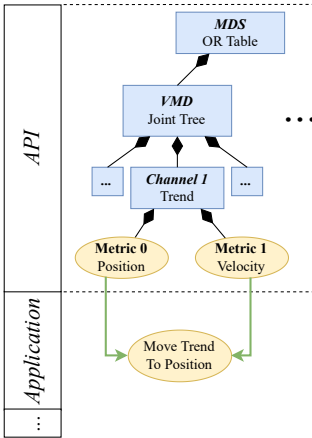 MDS
OR Table
VMD
Joint Tree
...
API
...
Channel 1
Trend
...
Metric 0
Position
Metric 1
Velocity
Application
Move Trend
To Position
...